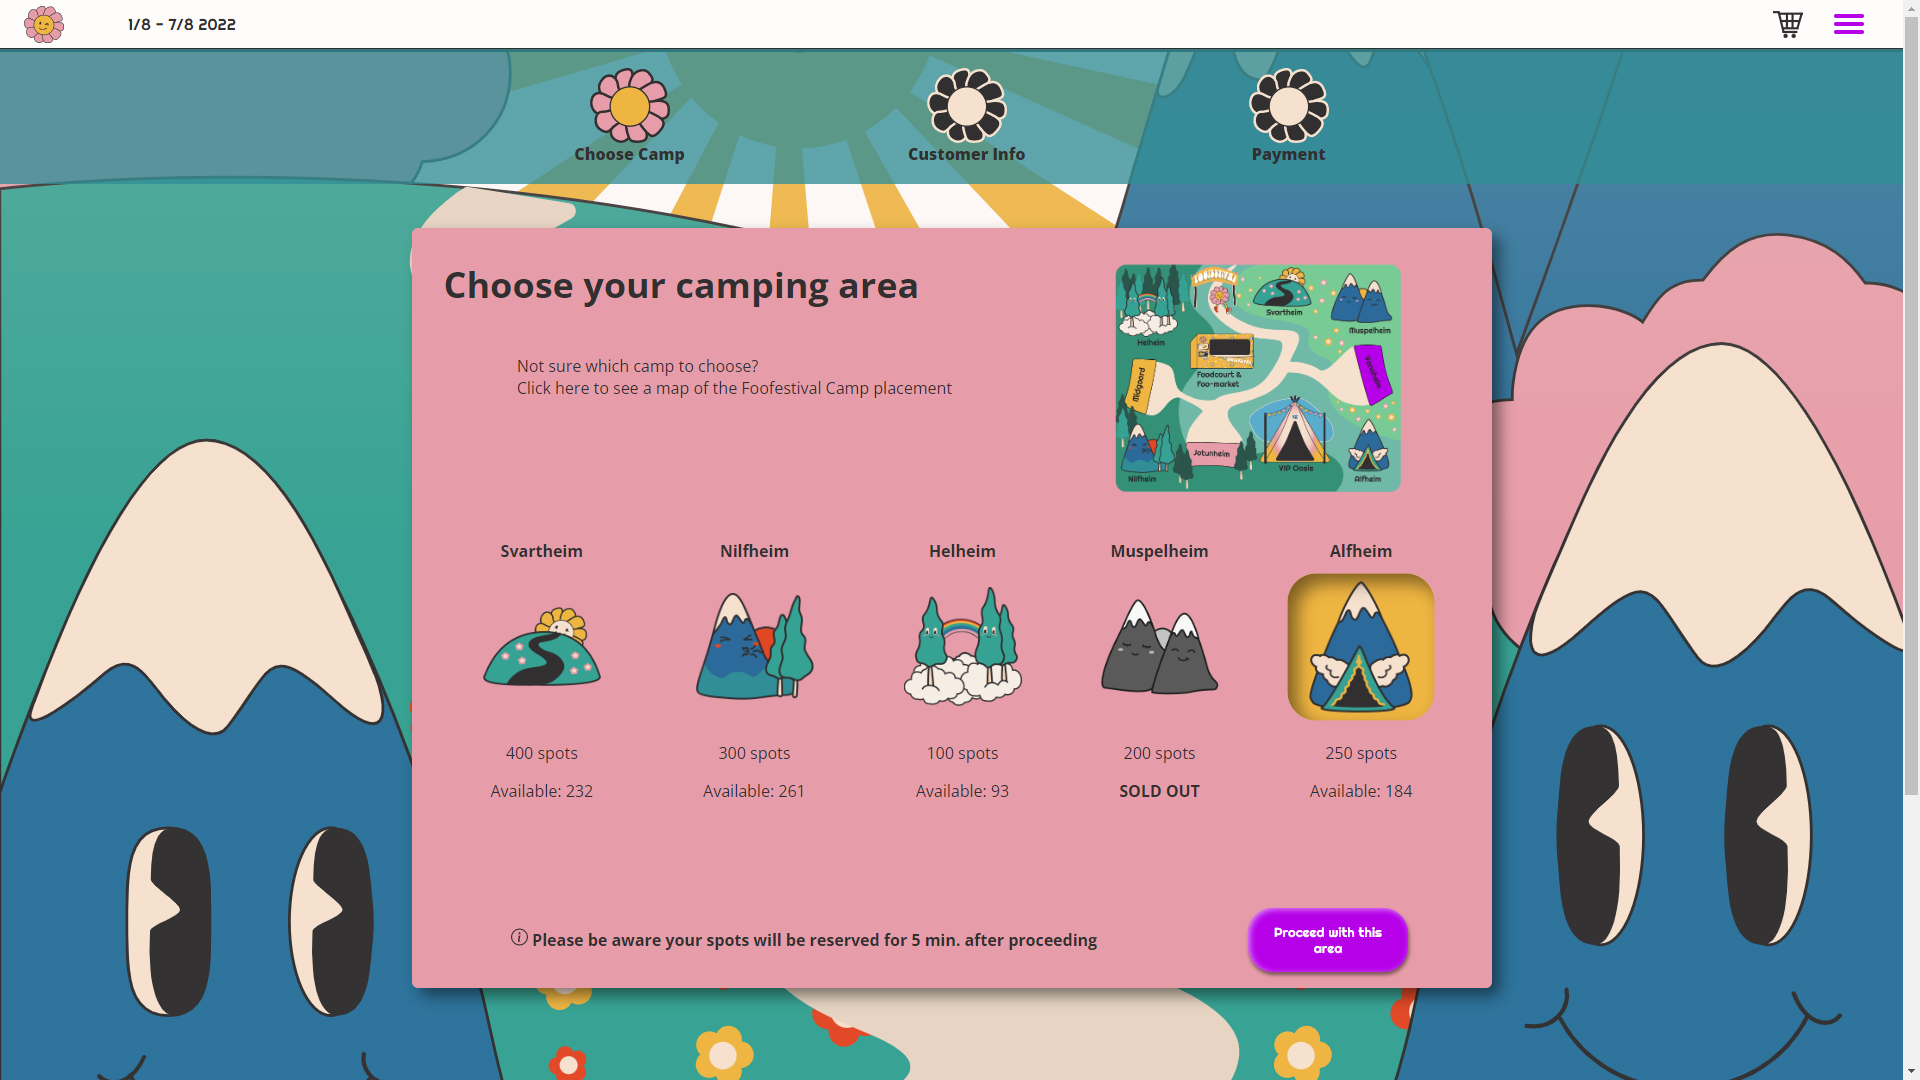 1/8 - 7/8 2022
Choose Camp
Customer Info
Payment
Choose your camping area
Not sure which camp to choose?
Click here to see a map of the Foofestival Camp placement
FOOFESTIVAL
Svartheim
Muspelheim
Helheim
Foodcourt &
Foo-market
Midgaard
Vanaheim
Jotunheim
VIP Oasis
Nilfheim
Alfheim
Svartheim
Nilfheim
Helheim
Muspelheim
Alfheim
400 spots
300 spots
100 spots
200 spots
250 spots
Available: 232
Available: 261
Available: 93
SOLD OUT
Available: 184
Please be aware your spots will be reserved for 5 min. after proceeding
Proceed with this
area